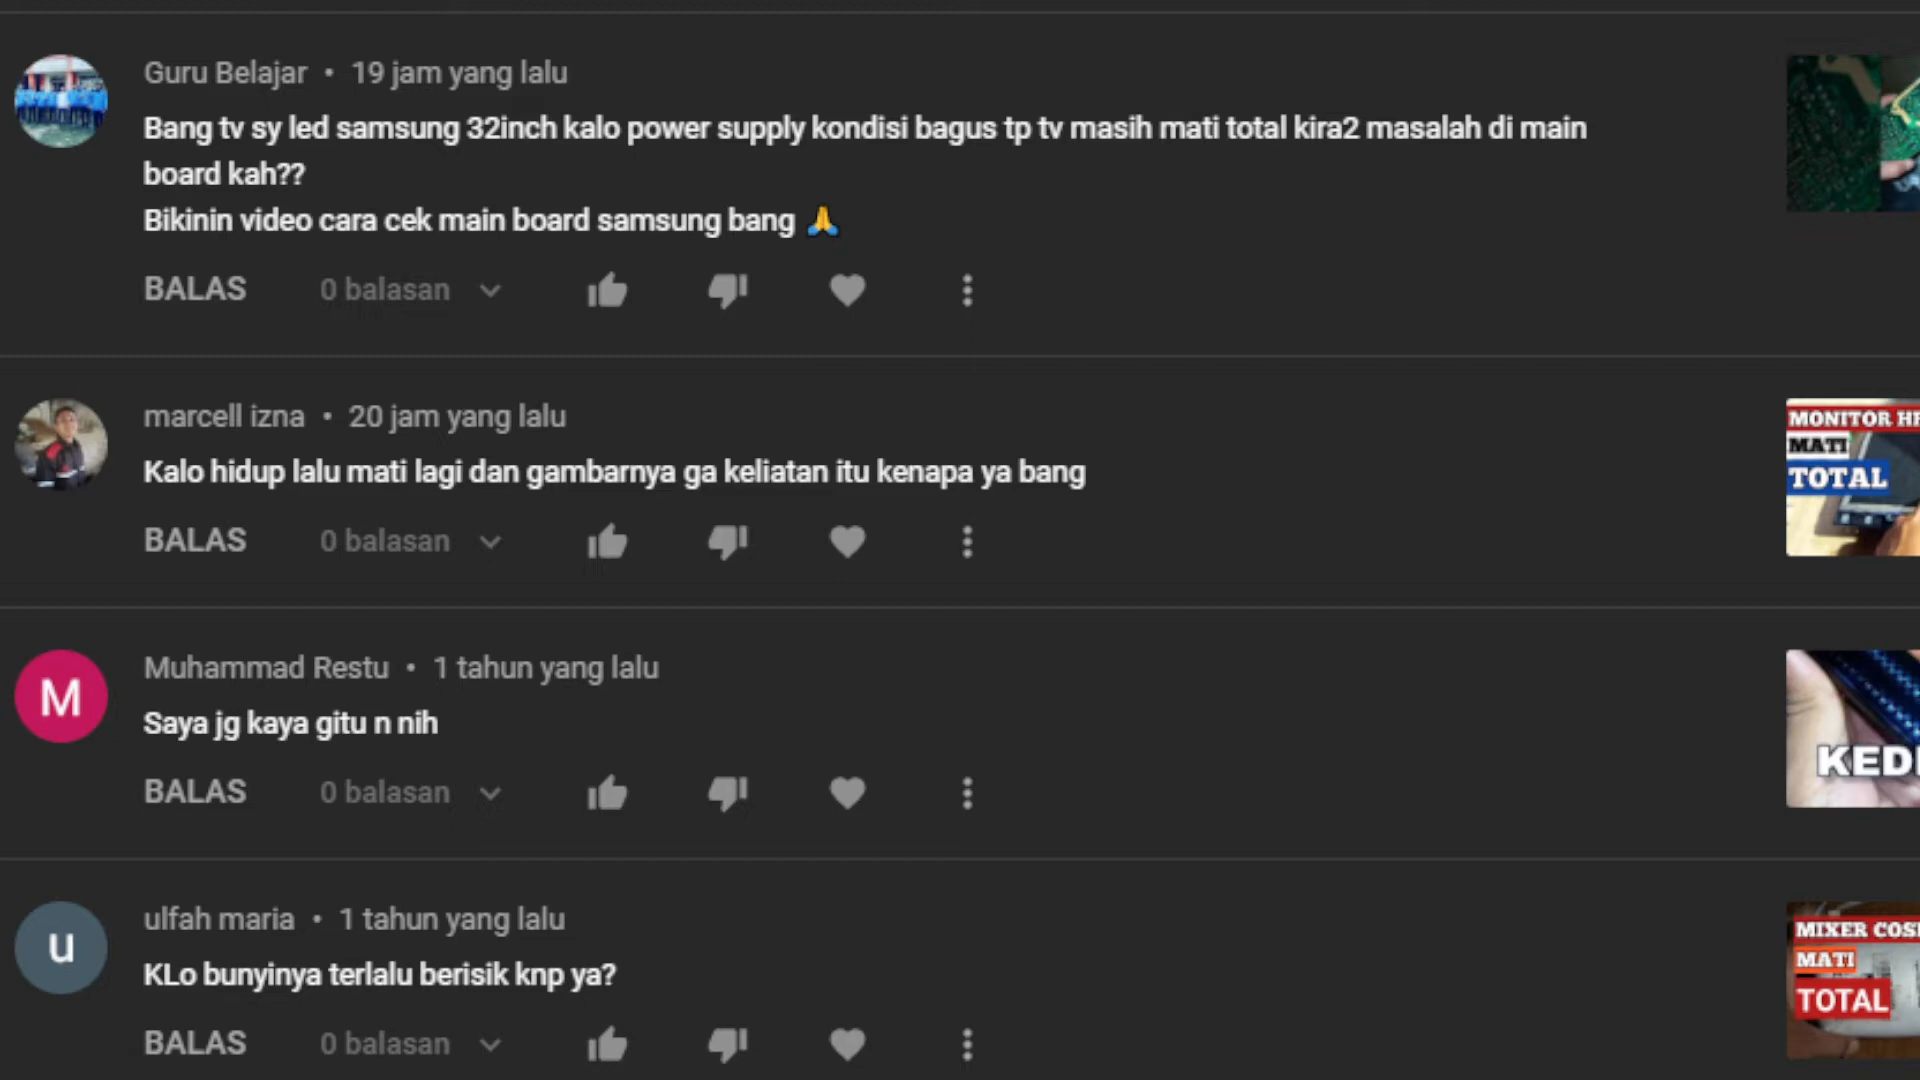 Guru Belajar • 19 jam yang lalu
Bang tv sy led samsung 32inch kalo power supply kondisi bagus tp tv masih mati total kira2 masalah di main
board kah??
Bikinin video cara cek main board samsung bang 🙏
BALAS 0 balasan
marcell izna • 20 jam yang lalu
Kalo hidup lalu mati lagi dan gambarnya ga keliatan itu kenapa ya bang
BALAS 0 balasan
MONITOR
MATI
TOTAL
M
Muhammad Restu • 1 tahun yang lalu
Saya jg kaya gitu n nih
BALAS 0 balasan
KED
u
ulfah maria • 1 tahun yang lalu
KLo bunyinya terlalu berisik knp ya?
BALAS 0 balasan
MIXER COS
MATI
TOTAL